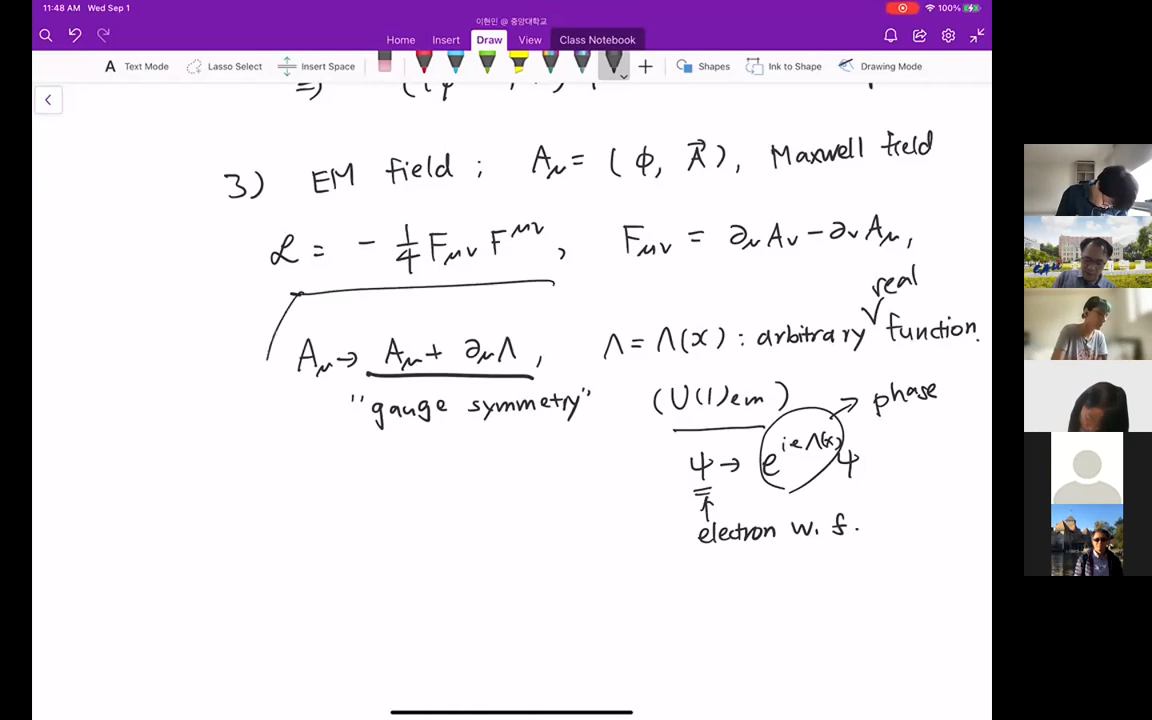 11:48 AM Wed Sep 1
100%
이현민 @ 중앙대학교
Home Insert Draw View Class Notebook
A Text Mode Lasso Select Insert Space Shapes Ink to Shape Drawing Mode
3) EM field ; Aμ = ( ϕ, A⃗ ), Maxwell field
ℒ = - 1/4 Fμν F^μν , Fμν = ∂μ Aν - ∂ν Aμ ,
real
Aμ → Aμ + ∂μ Λ , Λ = Λ(x) : arbitrary ∨ function.
"gauge symmetry" (U(1)em) → phase
ψ → e^{ieΛ(x)} ψ
electron w. f.